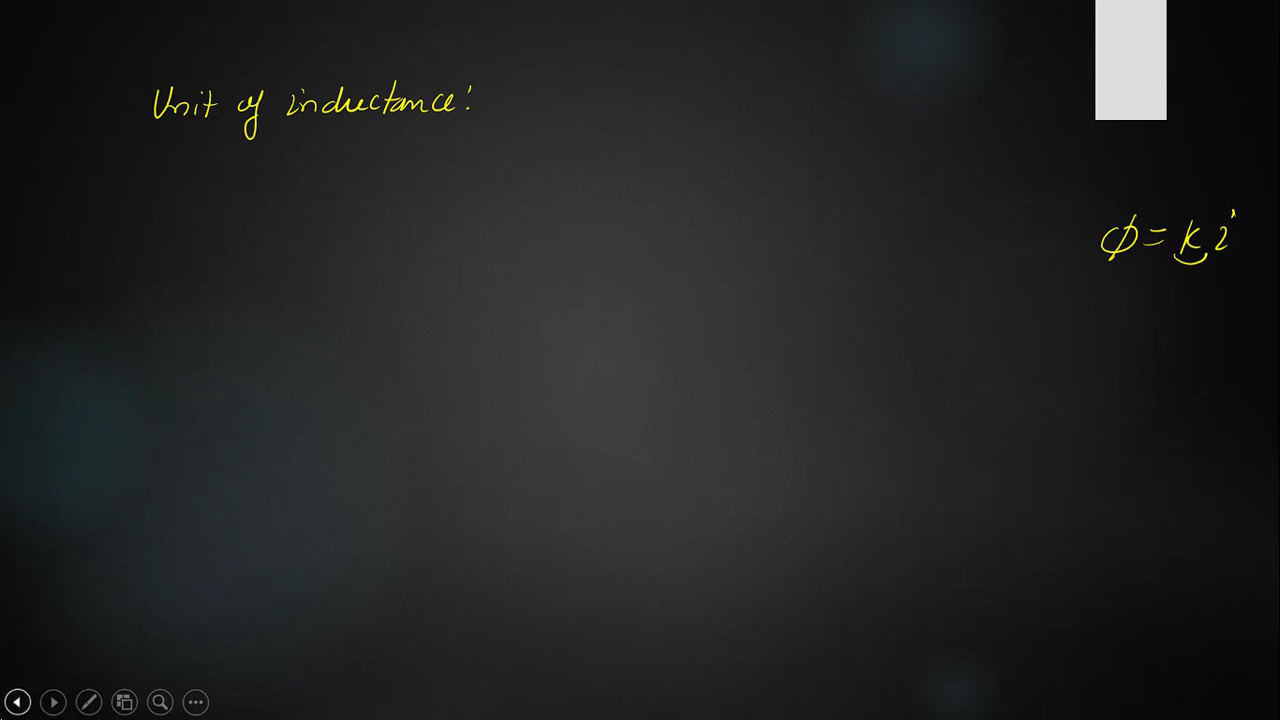 Unit of inductance:
ϕ = k i